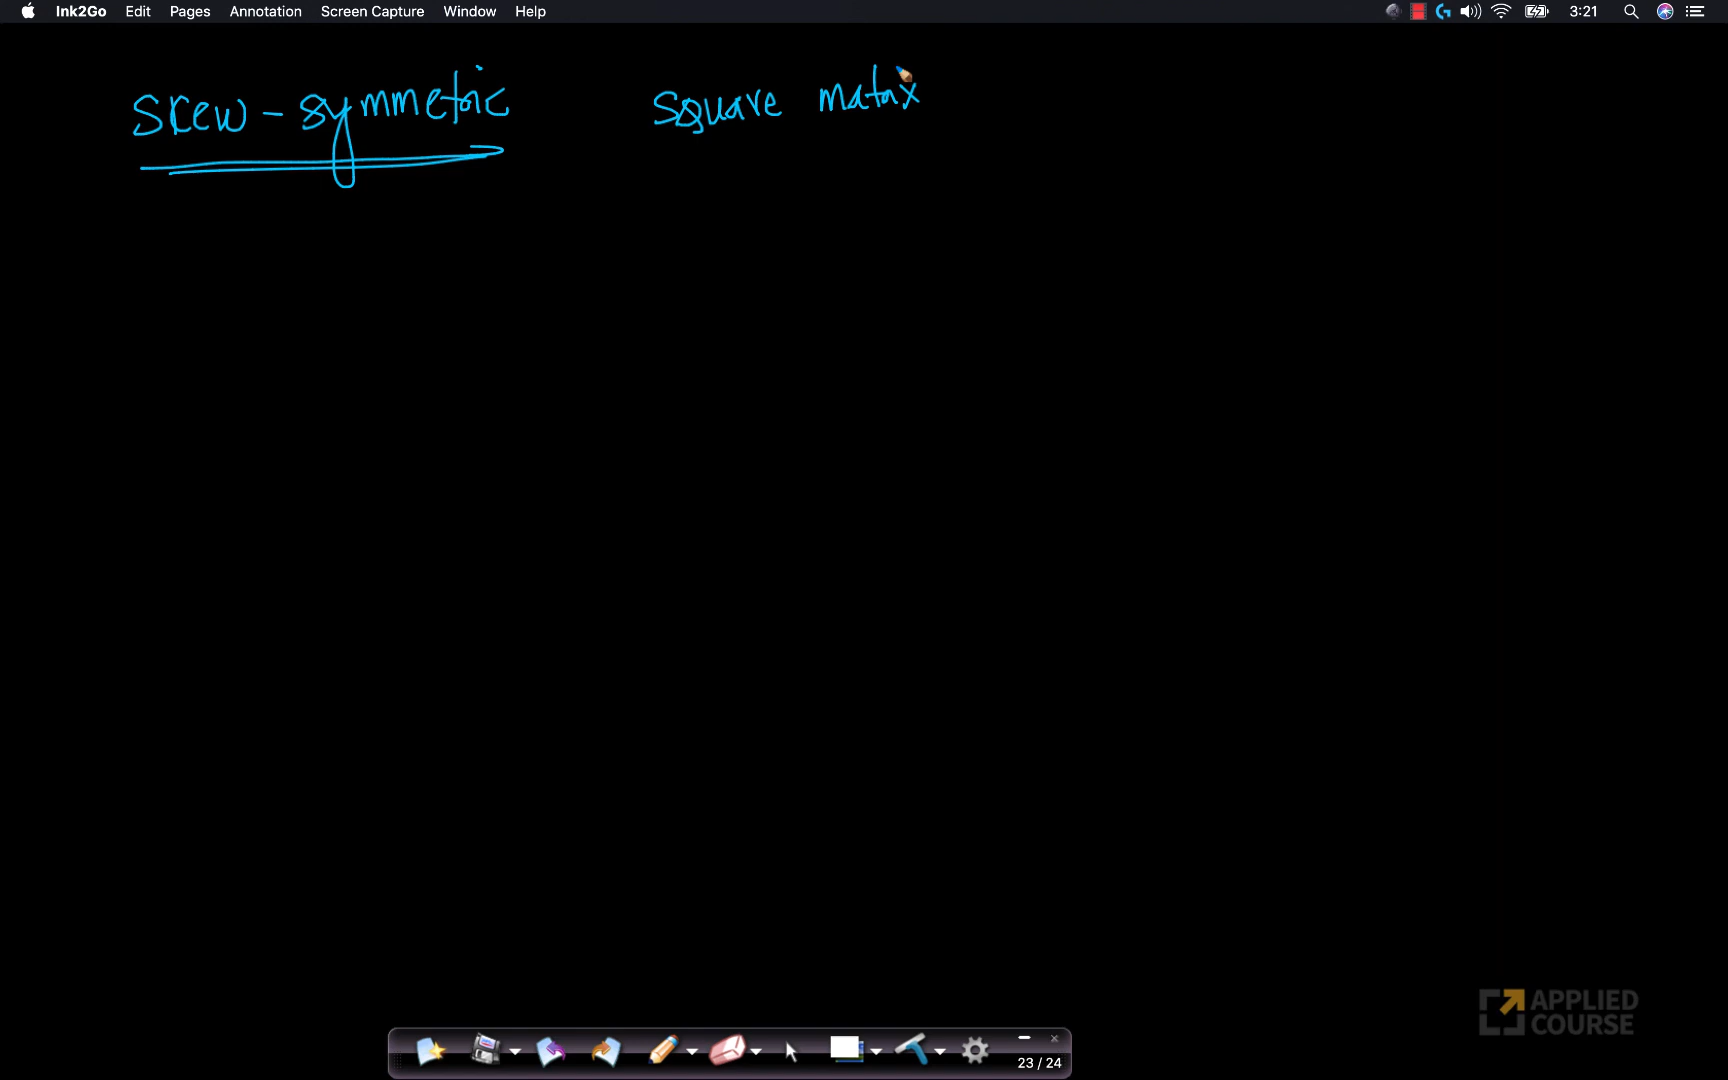 Ink2Go Edit Pages Annotation Screen Capture Window Help 3:21
skew - symmetric square matrix
23 / 24
APPLIED
COURSE